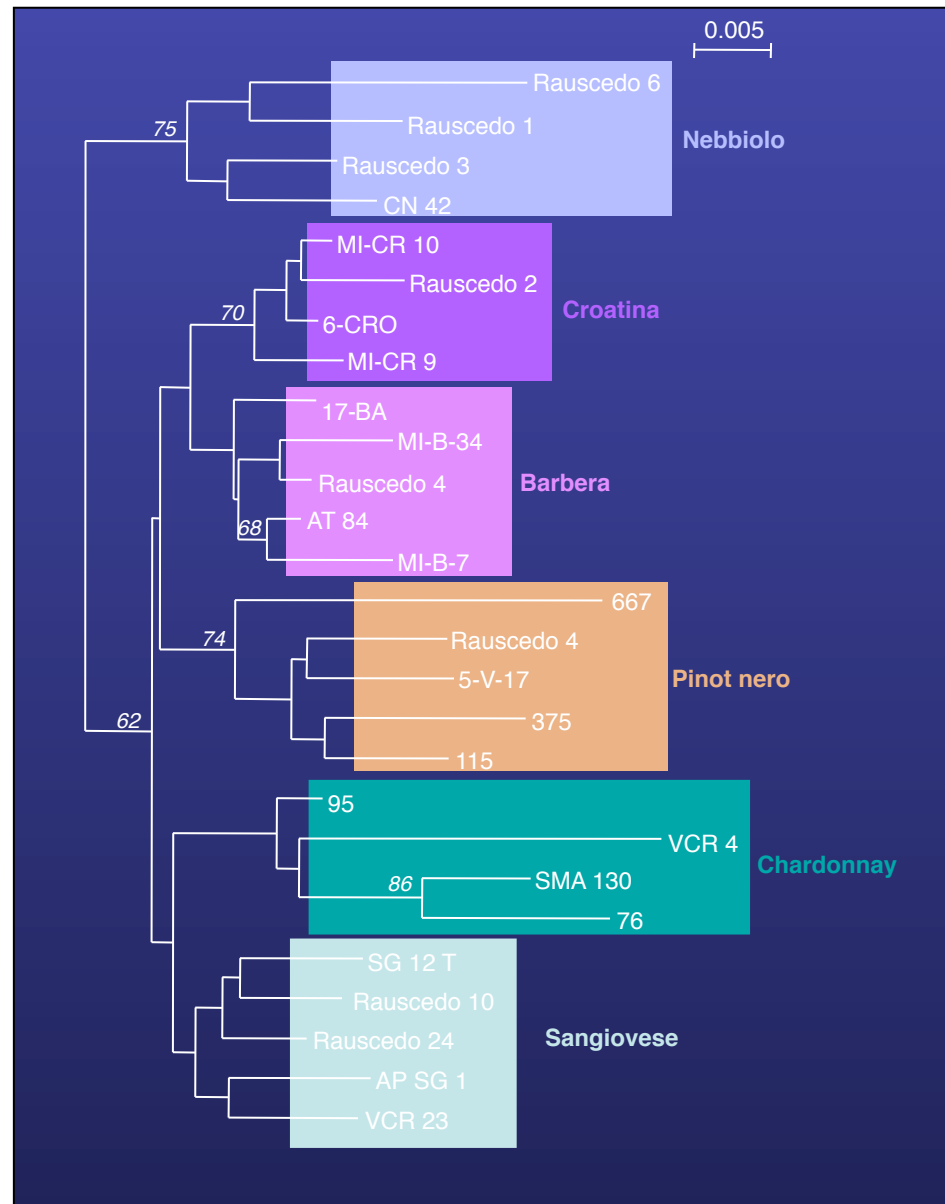 0.005
Rauscedo 6
75
Rauscedo 1
Nebbiolo
Rauscedo 3
CN 42
MI-CR 10
Rauscedo 2
70
Croatina
6-CRO
MI-CR 9
17-BA
MI-B-34
Rauscedo 4
Barbera
68
AT 84
MI-B-7
667
74
Rauscedo 4
5-V-17
Pinot nero
375
62
115
95
VCR 4
Chardonnay
86
SMA 130
76
SG 12 T
Rauscedo 10
Rauscedo 24
Sangiovese
AP SG 1
VCR 23